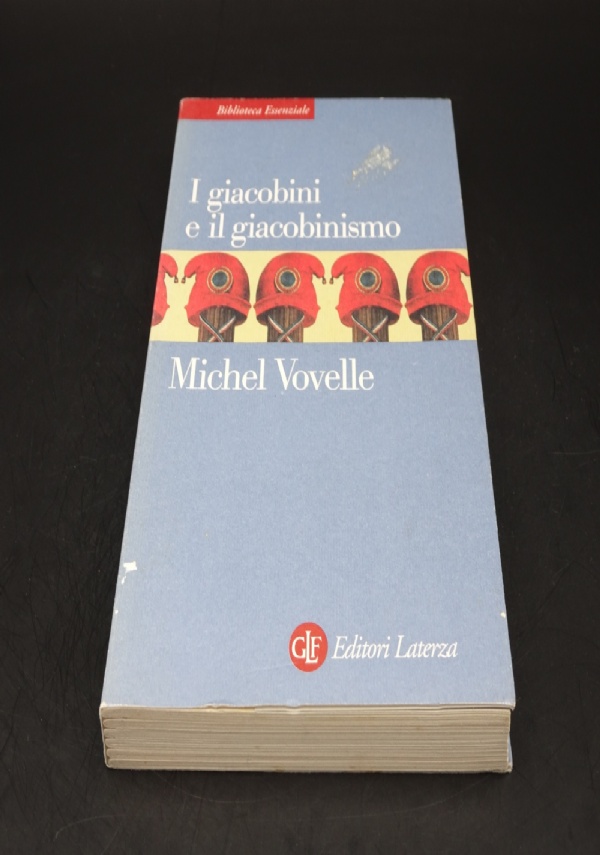 Biblioteca Essenziale
I giacobini
e il giacobinismo
Michel Vovelle
GLF Editori Laterza